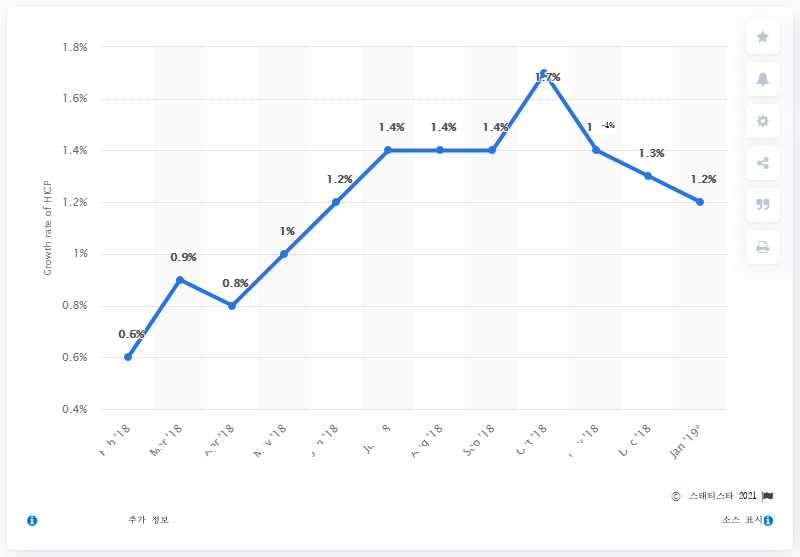 1.8%
1.6%
1.4%
1.2%
1%
0.8%
0.6%
0.4%
Growth rate of HICP
0.6%
0.9%
0.8%
1%
1.2%
1.4%
1.4%
1.4%
1.7%
1.3%
1.2%
Mar '18
May '18
Aug '18
Sep '18
Oct '18
Dec '18
Jan '19*
© 스태티스타 2021
추가 정보
소스 표시